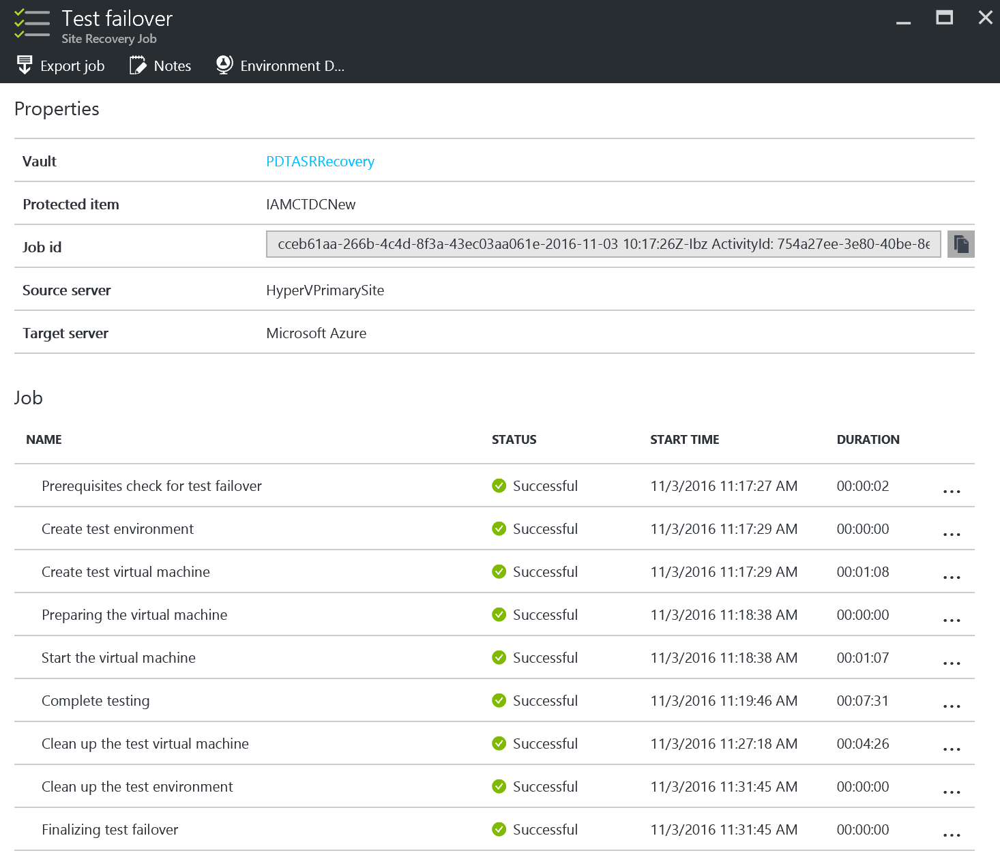 Test failover
Site Recovery Job
Export job Notes Environment D...
Properties
Vault PDTASRRecovery
Protected item IAMCTDCNew
Job id cceb61aa-266b-4c4d-8f3a-43ec03aa061e-2016-11-03 10:17:26Z-Ibz ActivityId: 754a27ee-3e80-40be-8e
Source server HyperVPrimarySite
Target server Microsoft Azure
Job
NAME STATUS START TIME DURATION
Prerequisites check for test failover Successful 11/3/2016 11:17:27 AM 00:00:02 ...
Create test environment Successful 11/3/2016 11:17:29 AM 00:00:00 ...
Create test virtual machine Successful 11/3/2016 11:17:29 AM 00:01:08 ...
Preparing the virtual machine Successful 11/3/2016 11:18:38 AM 00:00:00 ...
Start the virtual machine Successful 11/3/2016 11:18:38 AM 00:01:07 ...
Complete testing Successful 11/3/2016 11:19:46 AM 00:07:31 ...
Clean up the test virtual machine Successful 11/3/2016 11:27:18 AM 00:04:26 ...
Clean up the test environment Successful 11/3/2016 11:31:45 AM 00:00:00 ...
Finalizing test failover Successful 11/3/2016 11:31:45 AM 00:00:00 ...